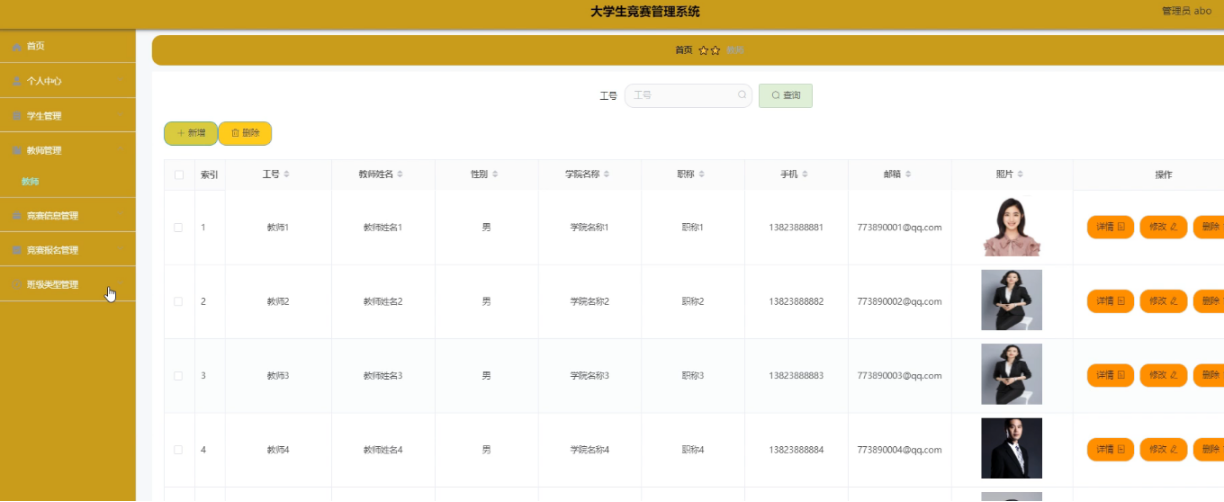 大学生竞赛管理系统
管理员 abo
首页
个人中心
学生管理
教师管理
教师
竞赛信息管理
竞赛报名管理
班级类型管理
首页 教师
工号 工号 查询
新增 删除
索引 工号 教师姓名 性别 学院名称 职称 手机 邮箱 照片 操作
1 教师1 教师姓名1 男 学院名称1 职称1 13823888881 773890001@qq.com 详情 修改 删除
2 教师2 教师姓名2 男 学院名称2 职称2 13823888882 773890002@qq.com 详情 修改 删除
3 教师3 教师姓名3 男 学院名称3 职称3 13823888883 773890003@qq.com 详情 修改 删除
4 教师4 教师姓名4 男 学院名称4 职称4 13823888884 773890004@qq.com 详情 修改 删除